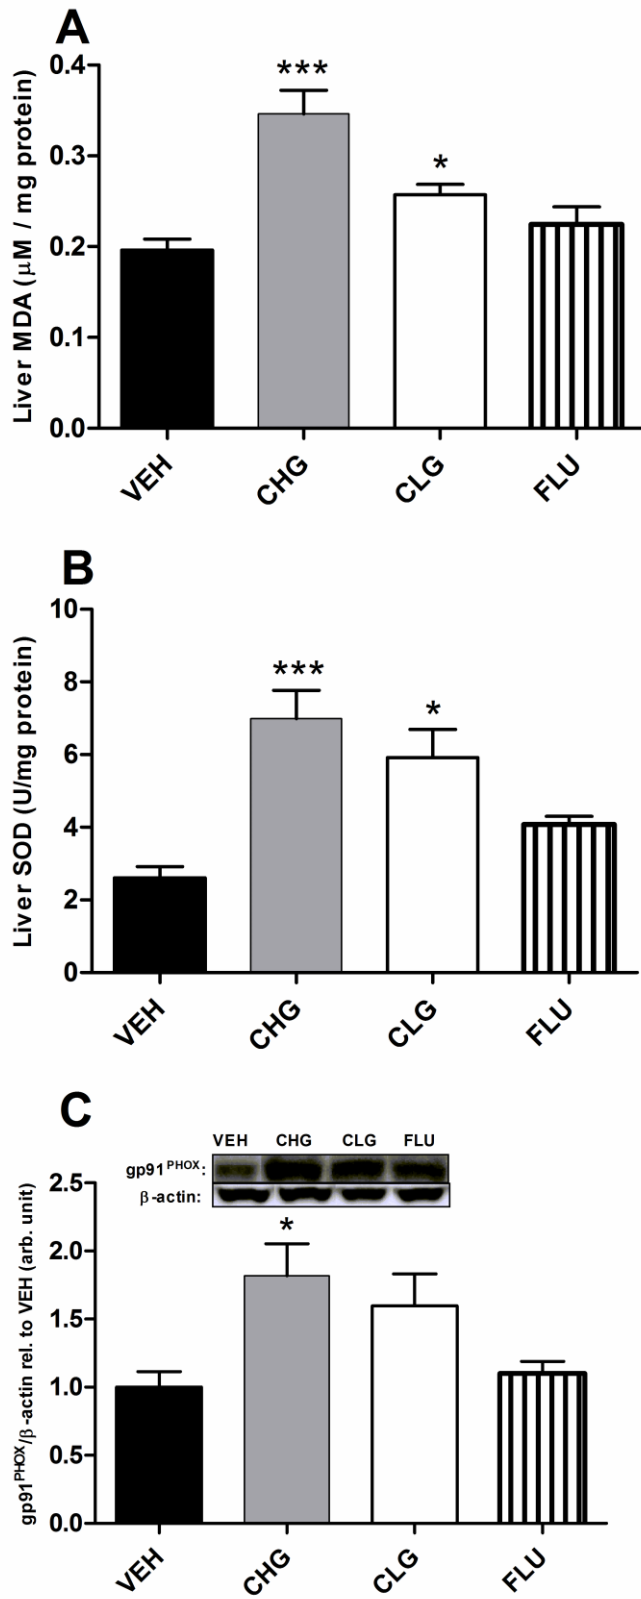 A
Liver MDA (μM / mg protein)
0.4
0.3
0.2
0.1
0.0
***
*
VEH
CHG
CLG
FLU
B
Liver SOD (U/mg protein)
10
8
6
4
2
0
***
*
VEH
CHG
CLG
FLU
C
VEH CHG CLG FLU
gp91PHOX:
β-actin:
gp91PHOX/β-actin rel. to VEH (arb. unit)
2.5
2.0
1.5
1.0
0.5
0.0
*
VEH
CHG
CLG
FLU